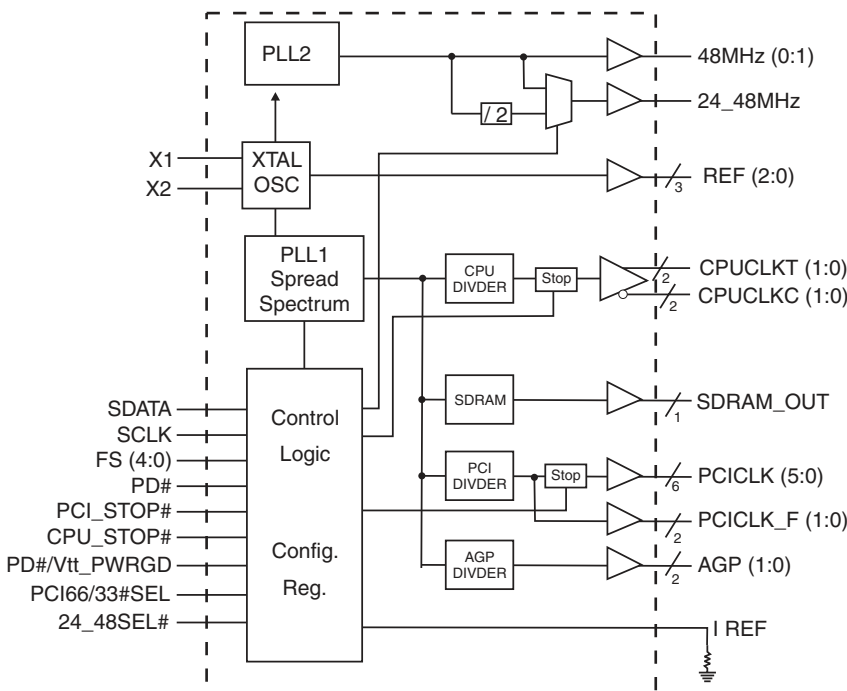 PLL2
48MHz (0:1)
/ 2
24_48MHz
X1
X2
XTAL
OSC
3
REF (2:0)
PLL1
Spread
Spectrum
CPU
DIVDER
Stop
2
CPUCLKT (1:0)
2
CPUCLKC (1:0)
SDATA
SCLK
FS (4:0)
PD#
PCI_STOP#
CPU_STOP#
PD#/Vtt_PWRGD
PCI66/33#SEL
24_48SEL#
Control
Logic
Config.
Reg.
SDRAM
1
SDRAM_OUT
PCI
DIVDER
Stop
6
PCICLK (5:0)
2
PCICLK_F (1:0)
AGP
DIVDER
2
AGP (1:0)
I REF